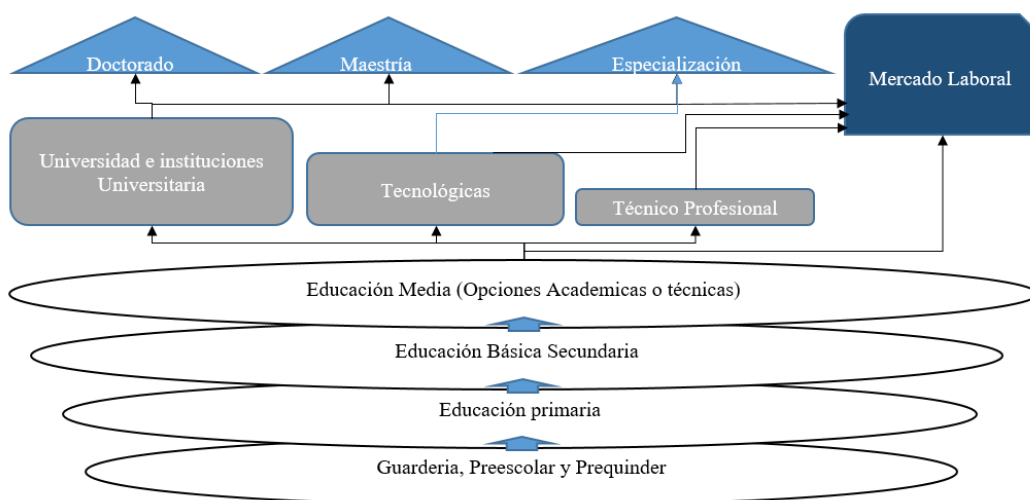 Doctorado
Maestría
Especialización
Mercado Laboral
Universidad e instituciones
Universitaria
Tecnológicas
Técnico Profesional
Educación Media (Opciones Academicas o técnicas)
Educación Básica Secundaria
Educación primaria
Guarderia, Preescolar y Prequinder